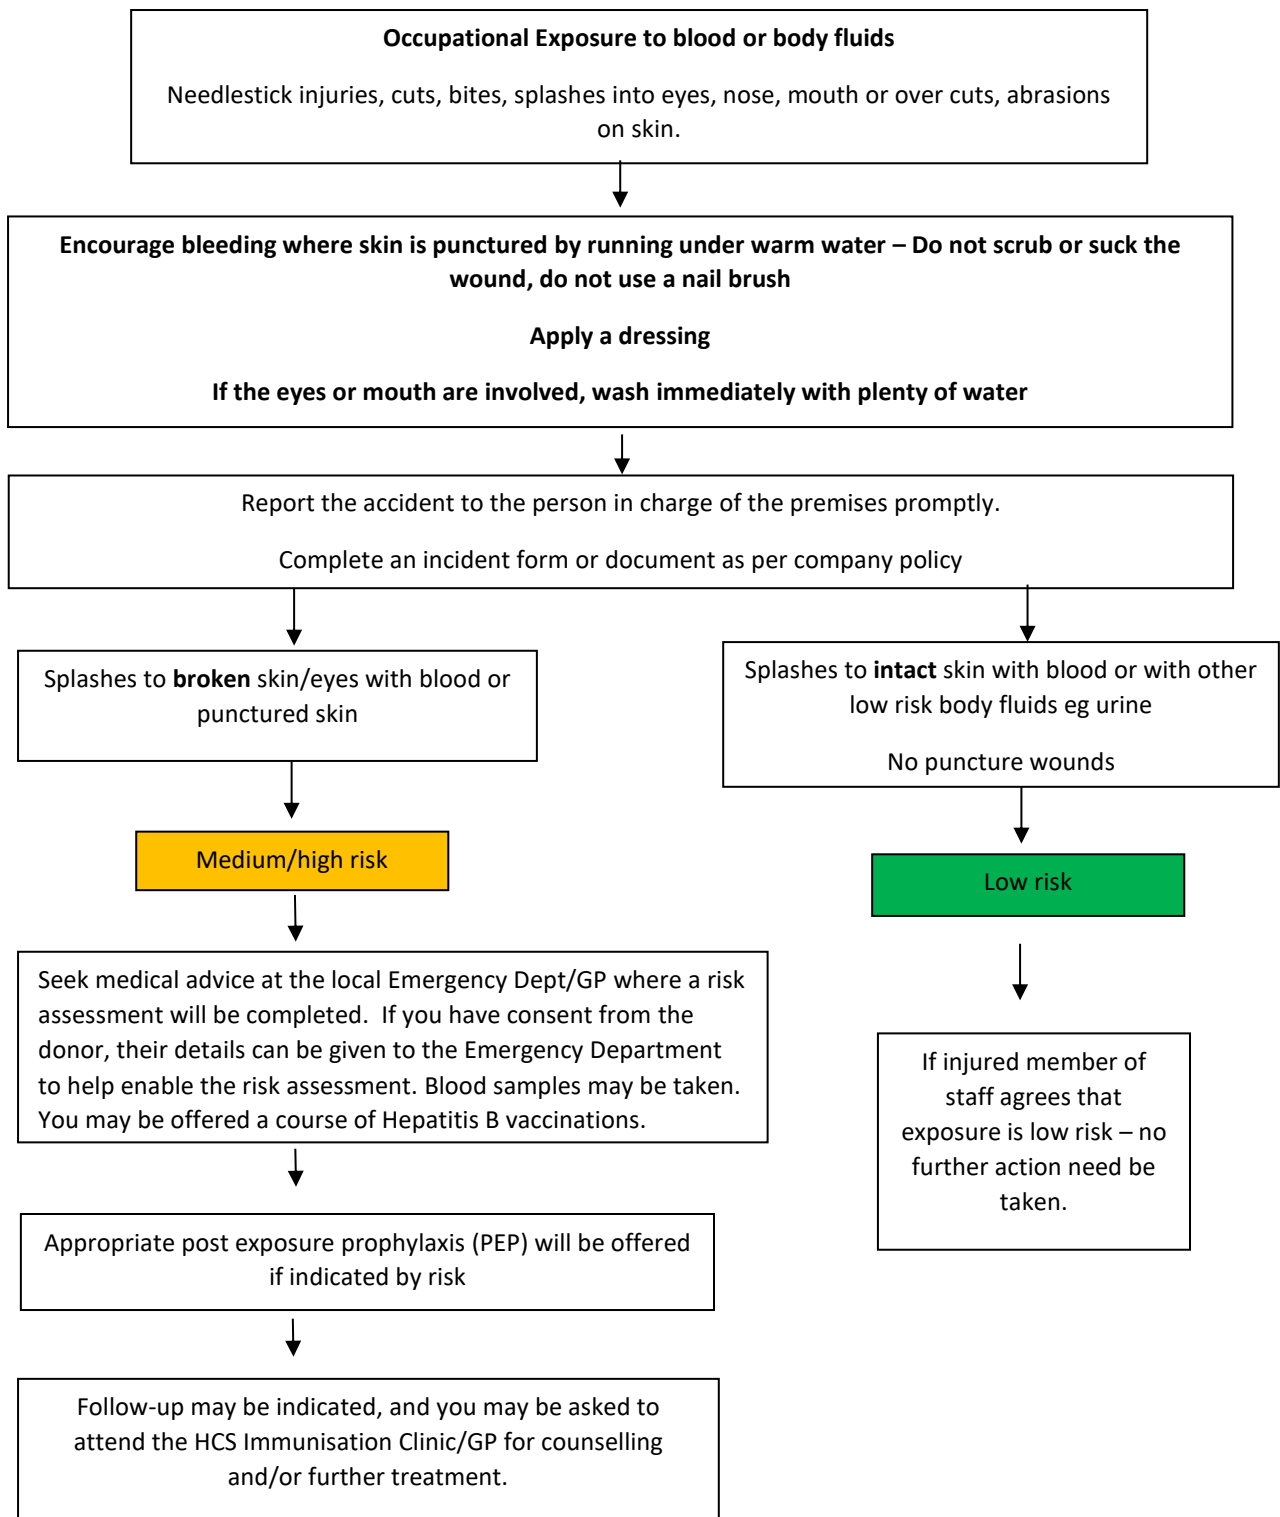 Occupational Exposure to blood or body fluids
Needlestick injuries, cuts, bites, splashes into eyes, nose, mouth or over cuts, abrasions
on skin.
Encourage bleeding where skin is punctured by running under warm water – Do not scrub or suck the
wound, do not use a nail brush
Apply a dressing
If the eyes or mouth are involved, wash immediately with plenty of water
Report the accident to the person in charge of the premises promptly.
Complete an incident form or document as per company policy
Splashes to broken skin/eyes with blood or
punctured skin
Medium/high risk
Seek medical advice at the local Emergency Dept/GP where a risk
assessment will be completed.  If you have consent from the
donor, their details can be given to the Emergency Department
to help enable the risk assessment. Blood samples may be taken.
You may be offered a course of Hepatitis B vaccinations.
Appropriate post exposure prophylaxis (PEP) will be offered
if indicated by risk
Follow-up may be indicated, and you may be asked to
attend the HCS Immunisation Clinic/GP for counselling
and/or further treatment.
Splashes to intact skin with blood or with other
low risk body fluids eg urine
No puncture wounds
Low risk
If injured member of
staff agrees that
exposure is low risk – no
further action need be
taken.